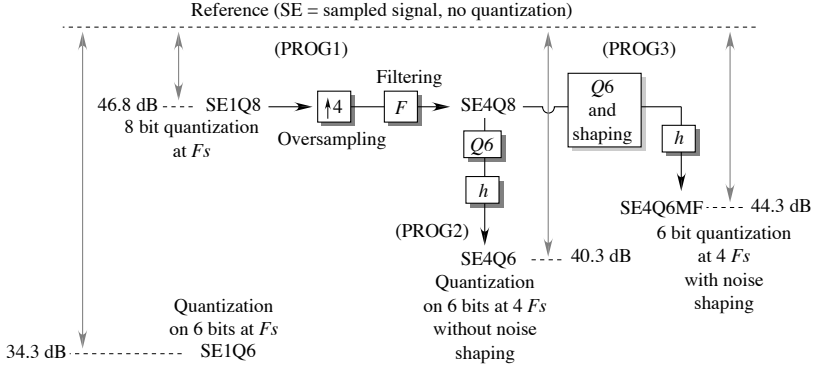 Reference (SE = sampled signal, no quantization)
(PROG1)
(PROG3)
Filtering
46.8 dB
SE1Q8
↑4
F
SE4Q8
Q6
and
shaping
8 bit quantization
at Fs
Oversampling
Q6
h
h
(PROG2)
SE4Q6
40.3 dB
SE4Q6MF
44.3 dB
6 bit quantization
at 4 Fs
with noise
shaping
Quantization
on 6 bits at 4 Fs
without noise
shaping
Quantization
on 6 bits at Fs
34.3 dB
SE1Q6